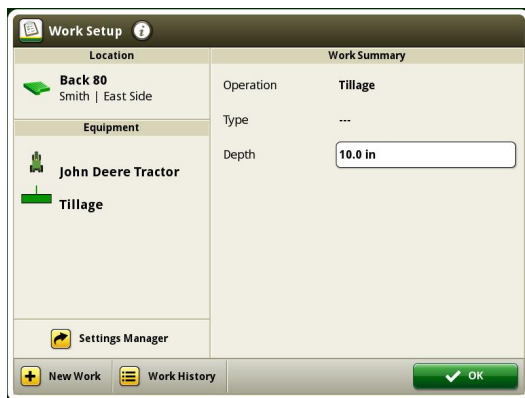 Work Setup i
Location
Back 80
Smith | East Side
Equipment
John Deere Tractor
Tillage
Settings Manager
Work Summary
Operation Tillage
Type ---
Depth 10.0 in
New Work Work History OK